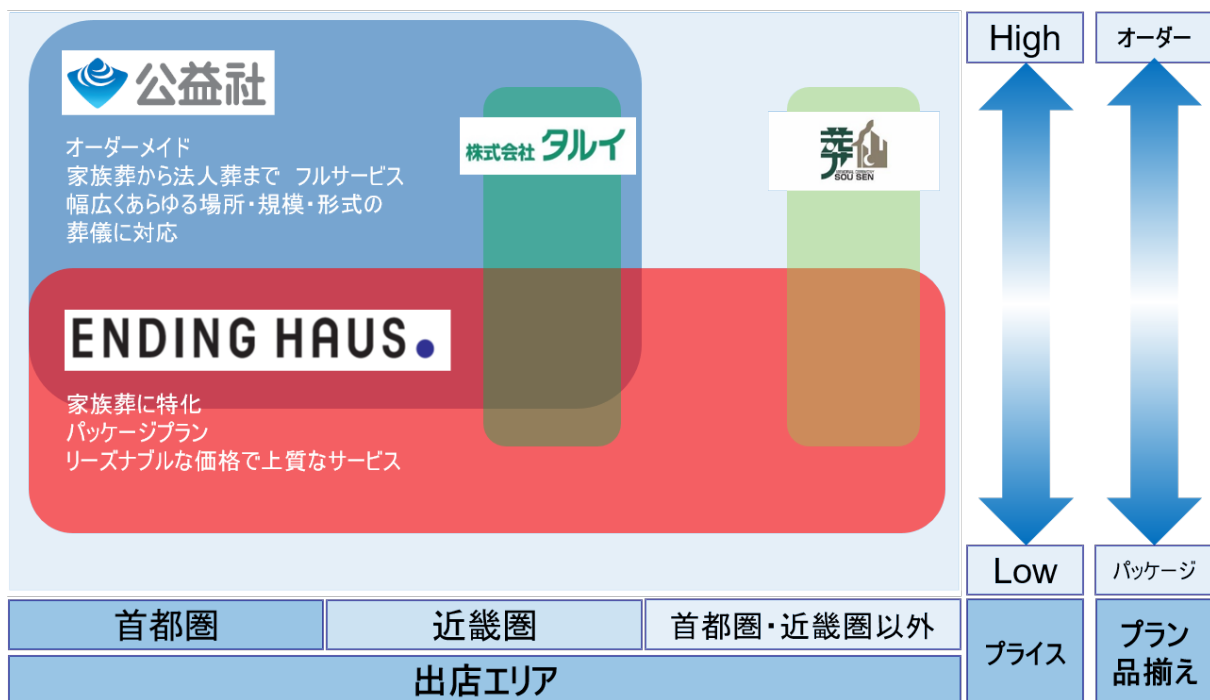 公益社
オーダーメイド
家族葬から法人葬まで フルサービス
幅広くあらゆる場所・規模・形式の
葬儀に対応
株式会社 タルイ
葬仙
SOU SEN
ENDING HAUS.
家族葬に特化
パッケージプラン
リーズナブルな価格で上質なサービス
High
オーダー
Low
パッケージ
プライス
プラン
品揃え
首都圏
近畿圏
首都圏・近畿圏以外
出店エリア